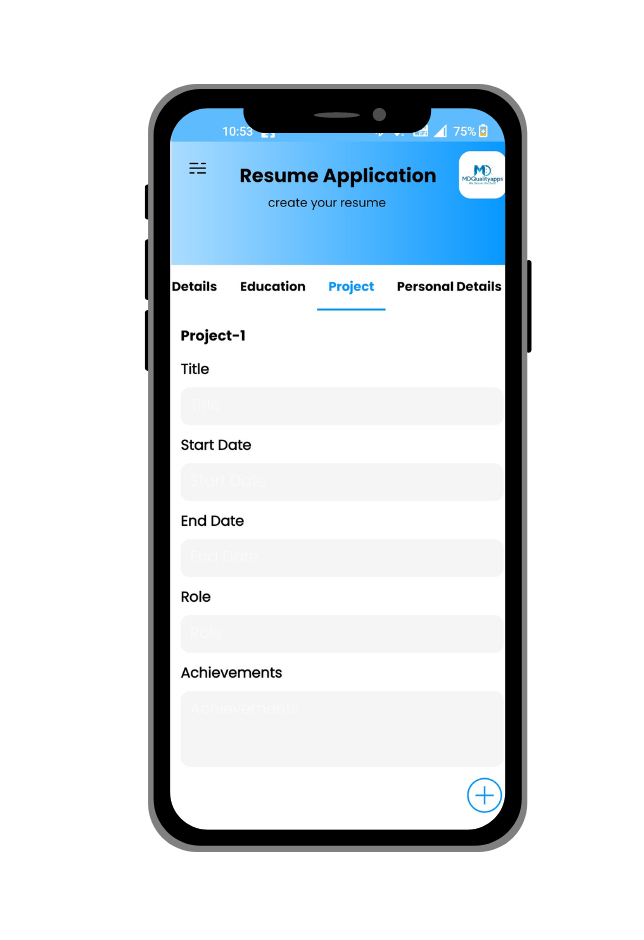 10:53 75%
Resume Application
create your resume
MD
MDQualityapps
Details Education Project Personal Details
Project-1
Title
Title
Start Date
Start Date
End Date
End Date
Role
Role
Achievements
Achievements